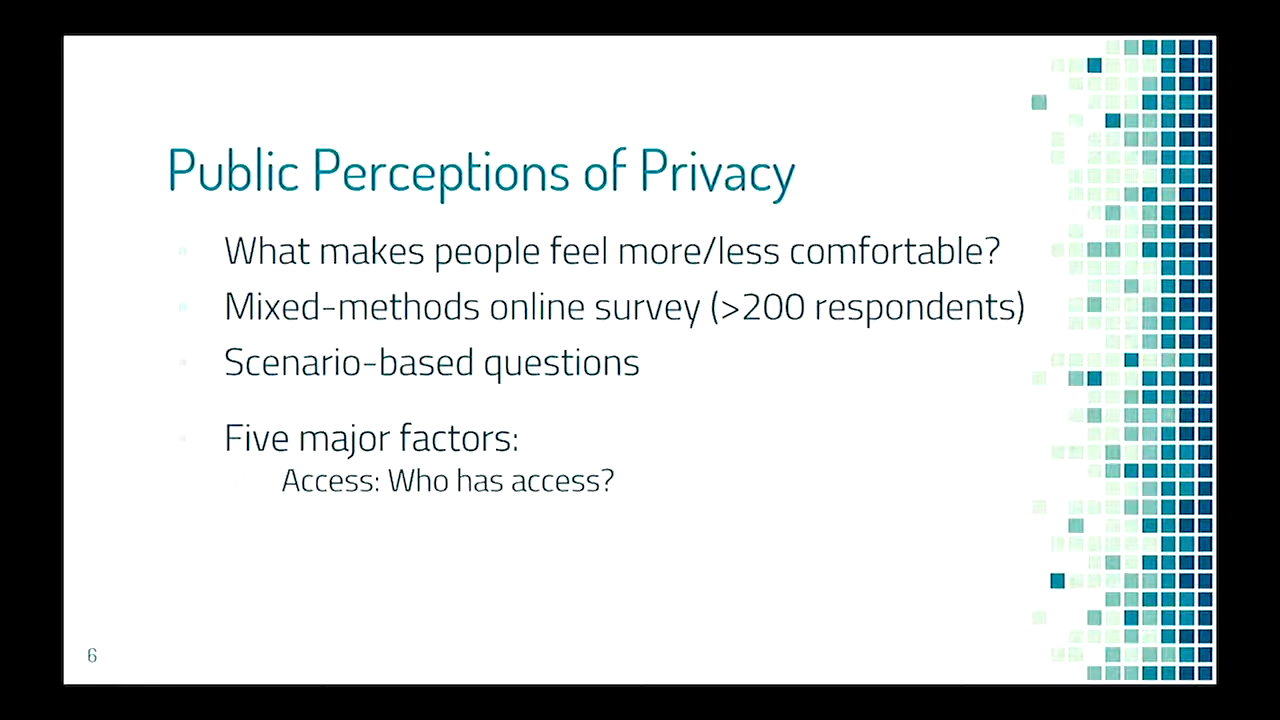 Public Perceptions of Privacy
What makes people feel more/less comfortable?
Mixed-methods online survey (>200 respondents)
Scenario-based questions
Five major factors:
Access: Who has access?
6